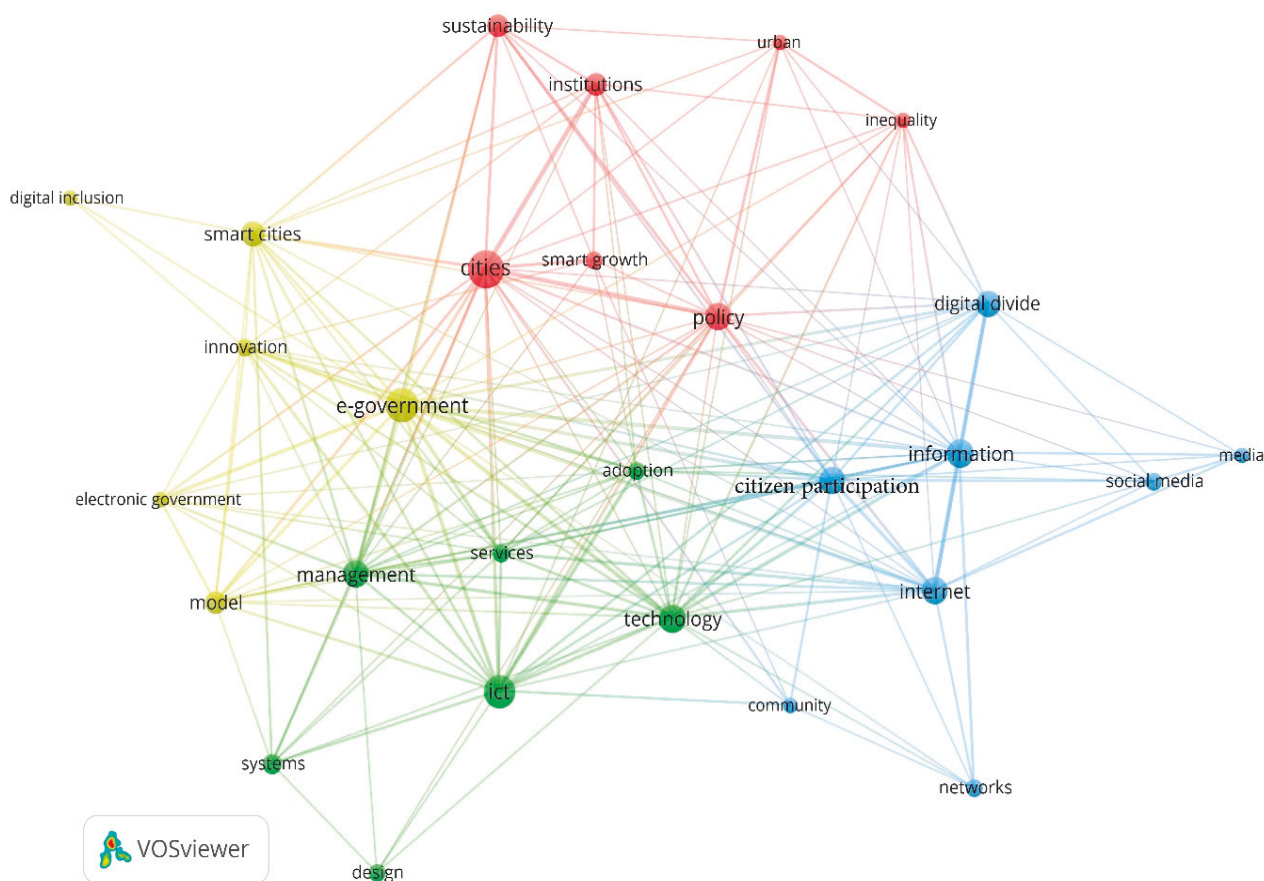 sustainability
urban
institutions
inequality
digital inclusion
smart cities
cities
smart growth
digital divide
policy
innovation
e-government
information
media
adoption
social media
citizen participation
electronic government
services
management
internet
model
technology
ict
community
systems
networks
VOSviewer
design